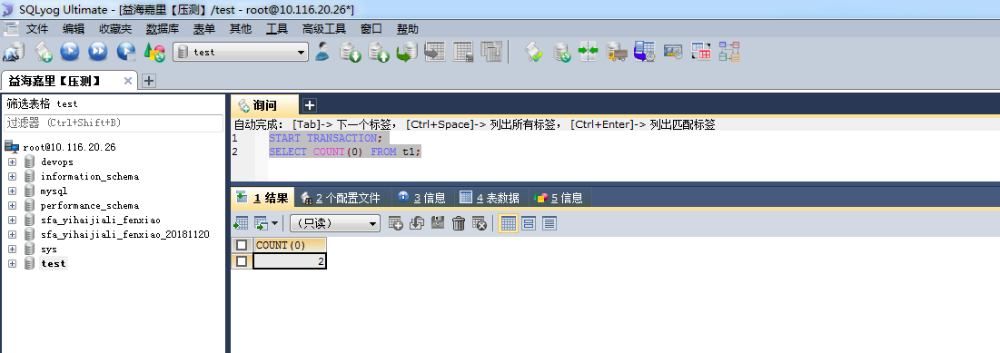 SQLyog Ultimate - [益海嘉里【压测】/test - root@10.116.20.26*]
文件 编辑 收藏夹 数据库 表单 其他 工具 高级工具 窗口 帮助
test
益海嘉里【压测】
筛选表格 test
过滤器 (Ctrl+Shift+B)
root@10.116.20.26
devops
information_schema
mysql
performance_schema
sfa_yihaijiali_fenxiao
sfa_yihaijiali_fenxiao_20181120
sys
test
询问
自动完成: [Tab]-> 下一个标签, [Ctrl+Space]-> 列出所有标签, [Ctrl+Enter]-> 列出匹配标签
1 START TRANSACTION;
2 SELECT COUNT(0) FROM t1;
1 结果 2 个配置文件 3 信息 4 表数据 5 信息
(只读)
COUNT(0)
2